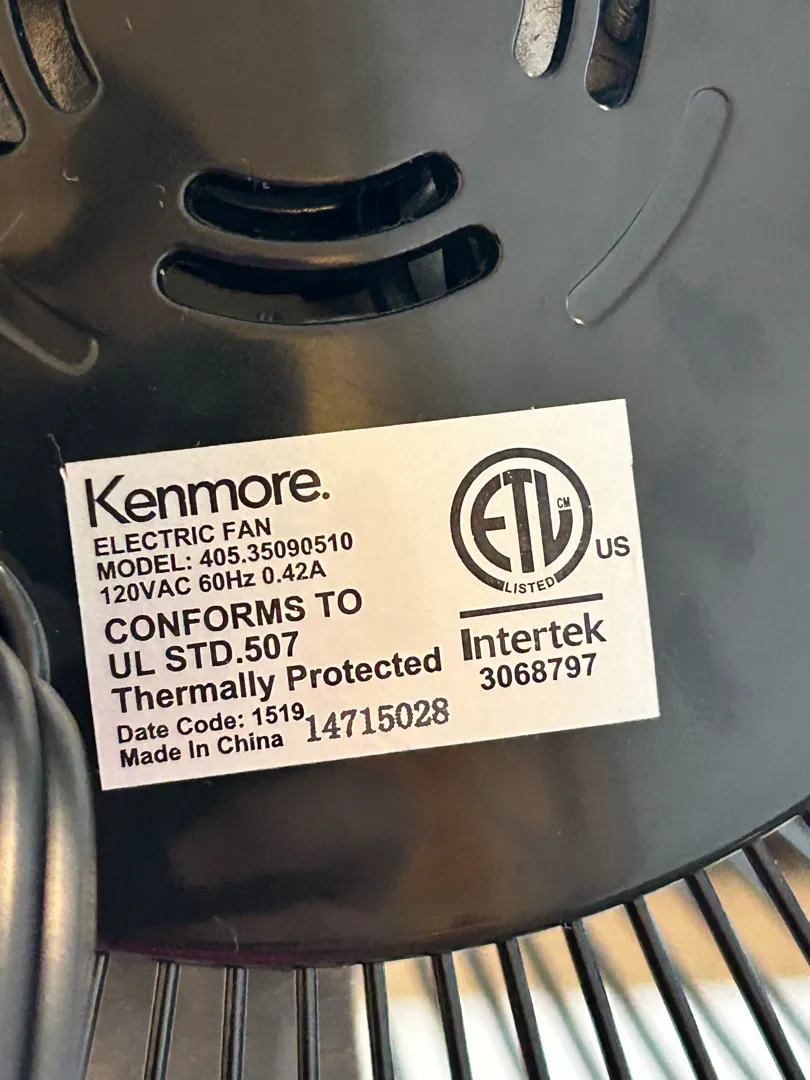 Kenmore.
ELECTRIC FAN
MODEL: 405.35090510
120VAC 60Hz 0.42A
CONFORMS TO
UL STD.507
Thermally Protected
Date Code: 1519
Made In China
14715028
ETL CM
LISTED
US
Intertek
3068797